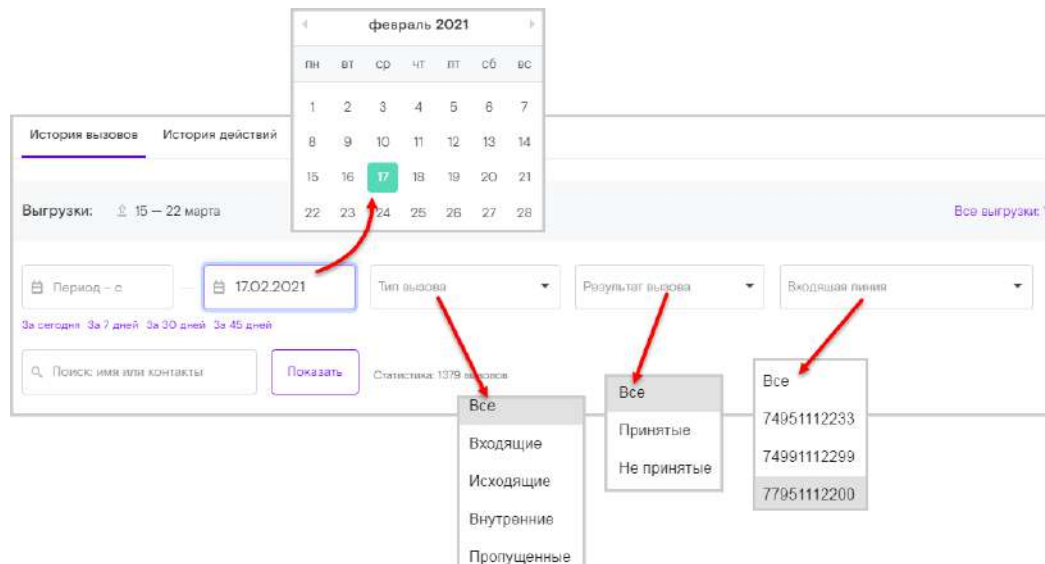 февраль 2021
пн вт ср чт пт сб вс
1 2 3 4 5 6 7
8 9 10 11 12 13 14
15 16 17 18 19 20 21
22 23 24 25 26 27 28
История вызовов История действий
Выгрузки: 15 — 22 марта
Все выгрузки:
Период – с — 17.02.2021 Тип вызова Результат вызова Входящая линия
За сегодня За 7 дней За 30 дней За 45 дней
Поиск: имя или контакты Показать Статистика: 1379 вызовов
Все
Входящие
Исходящие
Внутренние
Пропущенные
Все
Принятые
Не принятые
Все
74951112233
74991112299
77951112200